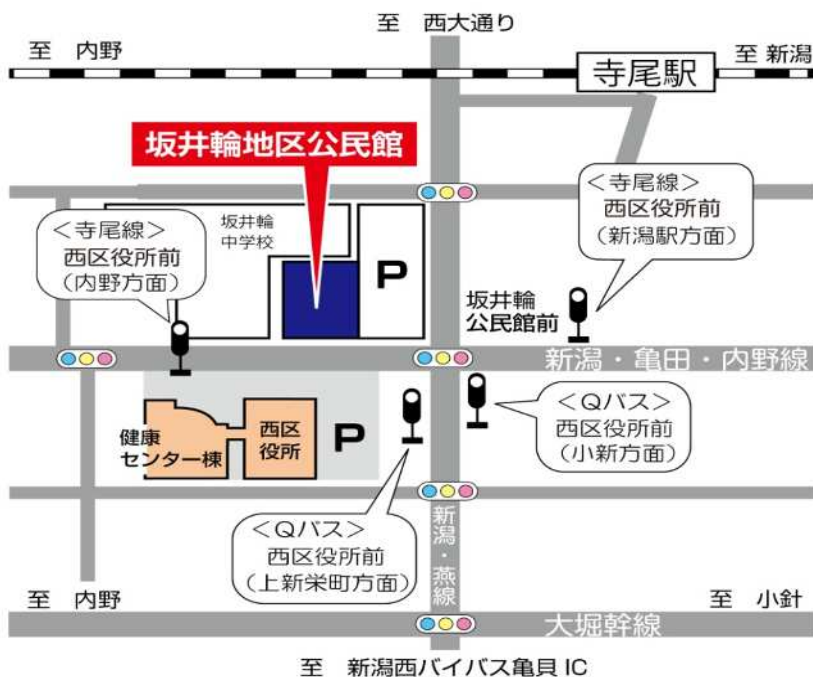 至 西大通り
至 内野
寺尾駅
至 新潟
坂井輪地区公民館
<寺尾線>
西区役所前
(新潟駅方面)
坂井輪
中学校
<寺尾線>
西区役所前
(内野方面)
P
坂井輪
公民館前
新潟・亀田・内野線
<Qバス>
西区役所前
(小新方面)
健康
センター棟
西区
役所
P
<Qバス>
西区役所前
(上新栄町方面)
新潟・燕線
至 内野
至 小針
大堀幹線
至 新潟西バイパス亀貝IC